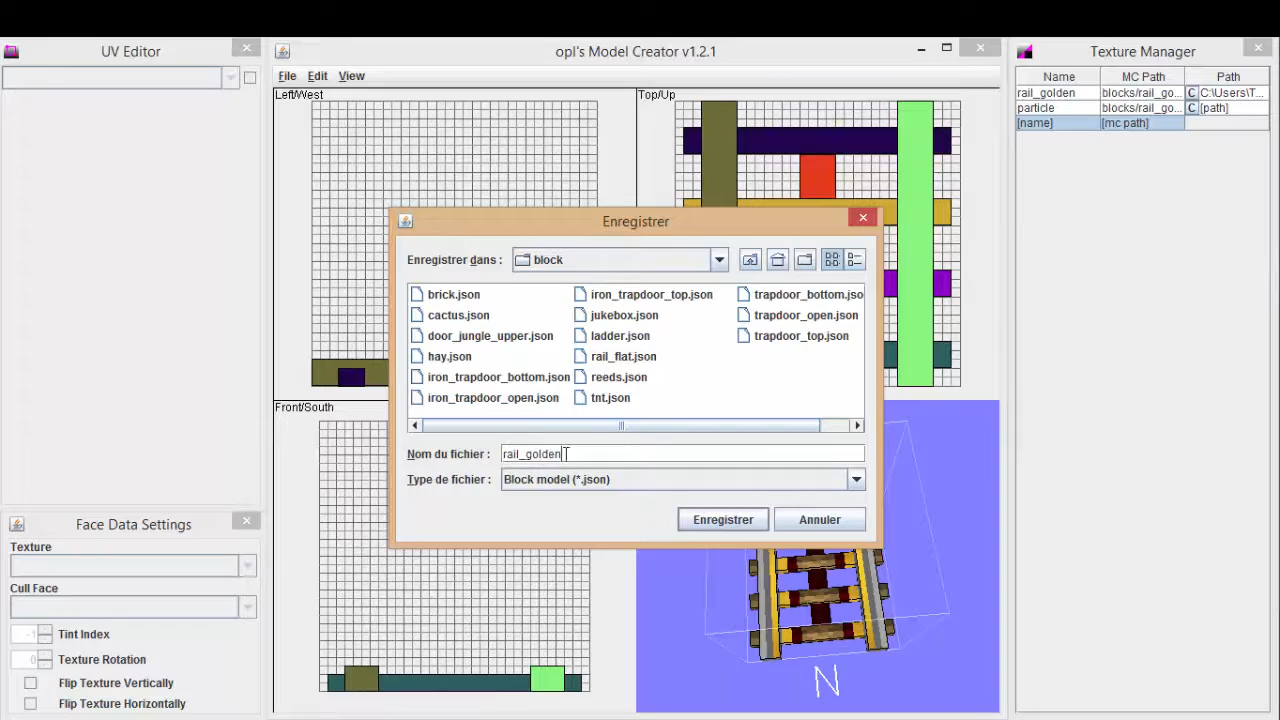 UV Editor
opl's Model Creator v1.2.1
Texture Manager
File Edit View
Name MC Path Path
rail_golden blocks/rail_go... C C:\Users\T...
particle blocks/rail_go... C [path]
[name] [mc path]
Left/West
Top/Up
Enregistrer
Enregistrer dans : block
brick.json iron_trapdoor_top.json trapdoor_bottom.jso
cactus.json jukebox.json trapdoor_open.json
door_jungle_upper.json ladder.json trapdoor_top.json
hay.json rail_flat.json
iron_trapdoor_bottom.json reeds.json
iron_trapdoor_open.json tnt.json
Front/South
Nom du fichier : rail_golden
Type de fichier : Block model (*.json)
Enregistrer Annuler
Face Data Settings
Texture
Cull Face
-1 Tint Index
0 Texture Rotation
Flip Texture Vertically
Flip Texture Horizontally
N